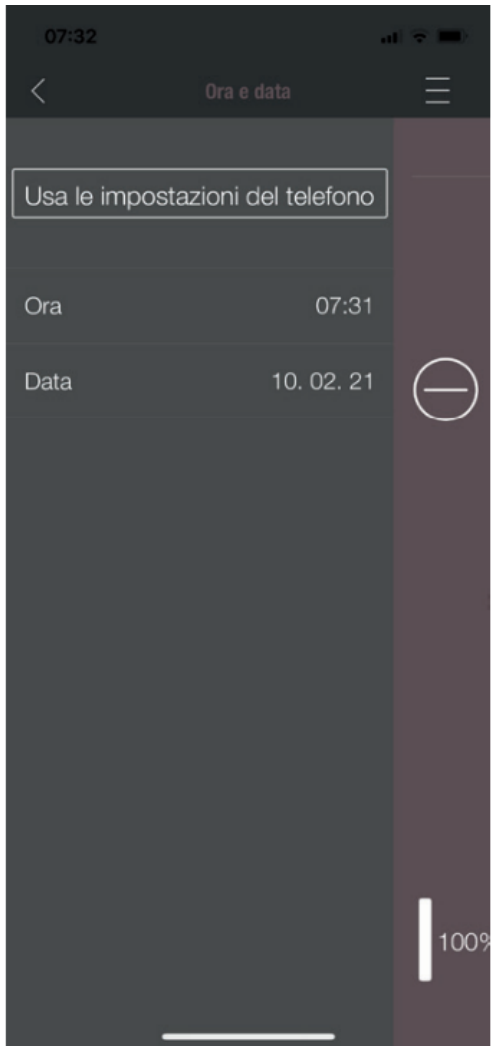 07:32
Ora e data
Usa le impostazioni del telefono
Ora 07:31
Data 10. 02. 21
100%